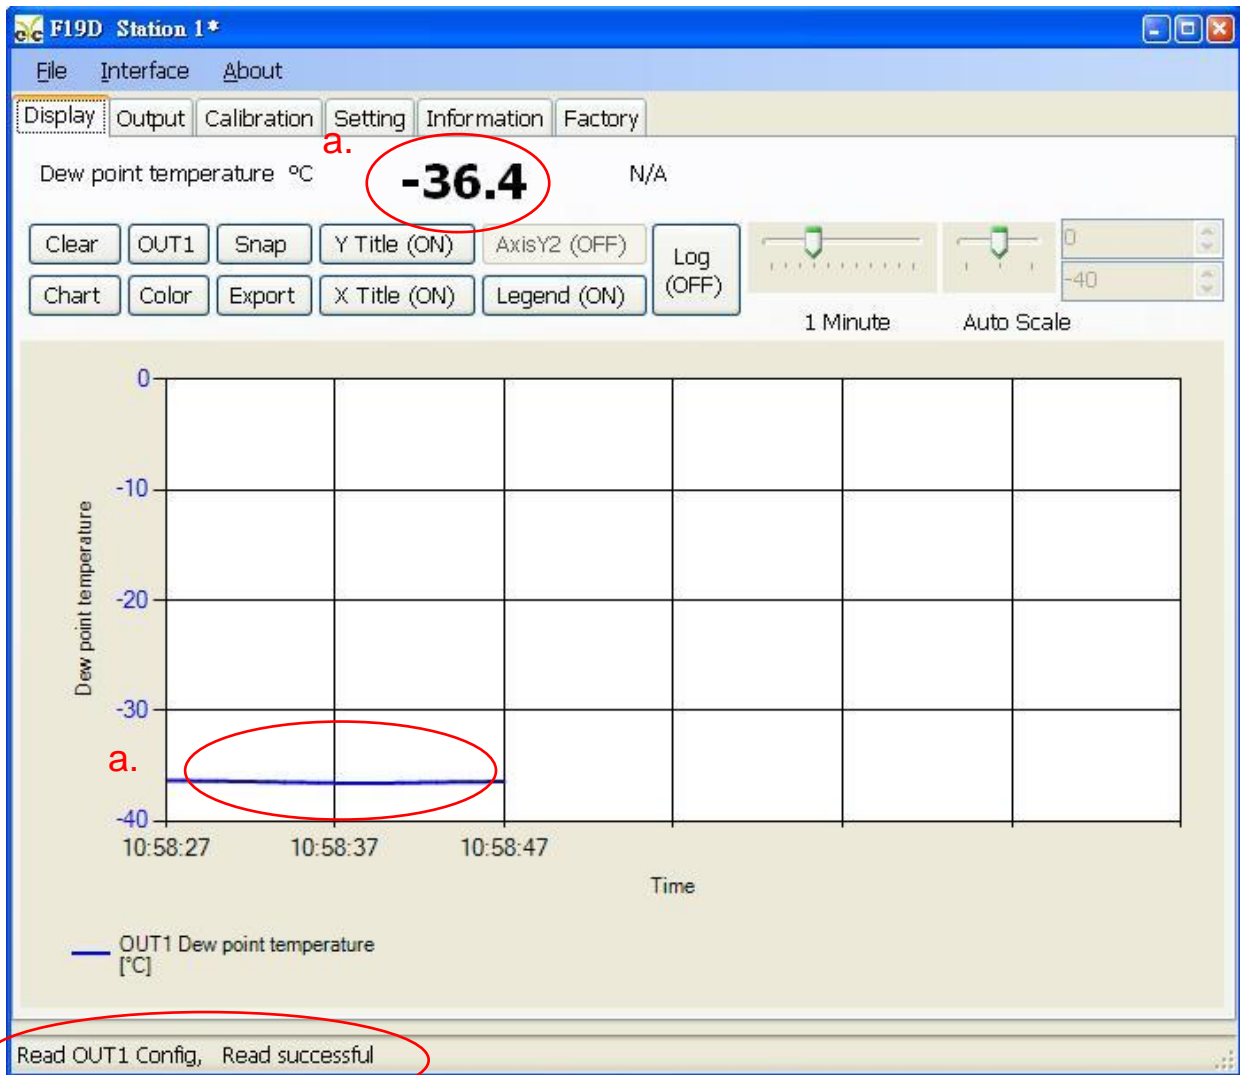 F19D Station 1*
File Interface About
Display Output Calibration Setting Information Factory
a.
Dew point temperature ºC -36.4 N/A
Clear OUT1 Snap Y Title (ON) AxisY2 (OFF) Log (OFF) 0
Chart Color Export X Title (ON) Legend (ON) -40
1 Minute Auto Scale
0
-10
-20
-30
-40
Dew point temperature
a.
10:58:27 10:58:37 10:58:47
Time
OUT1 Dew point temperature
[°C]
Read OUT1 Config, Read successful